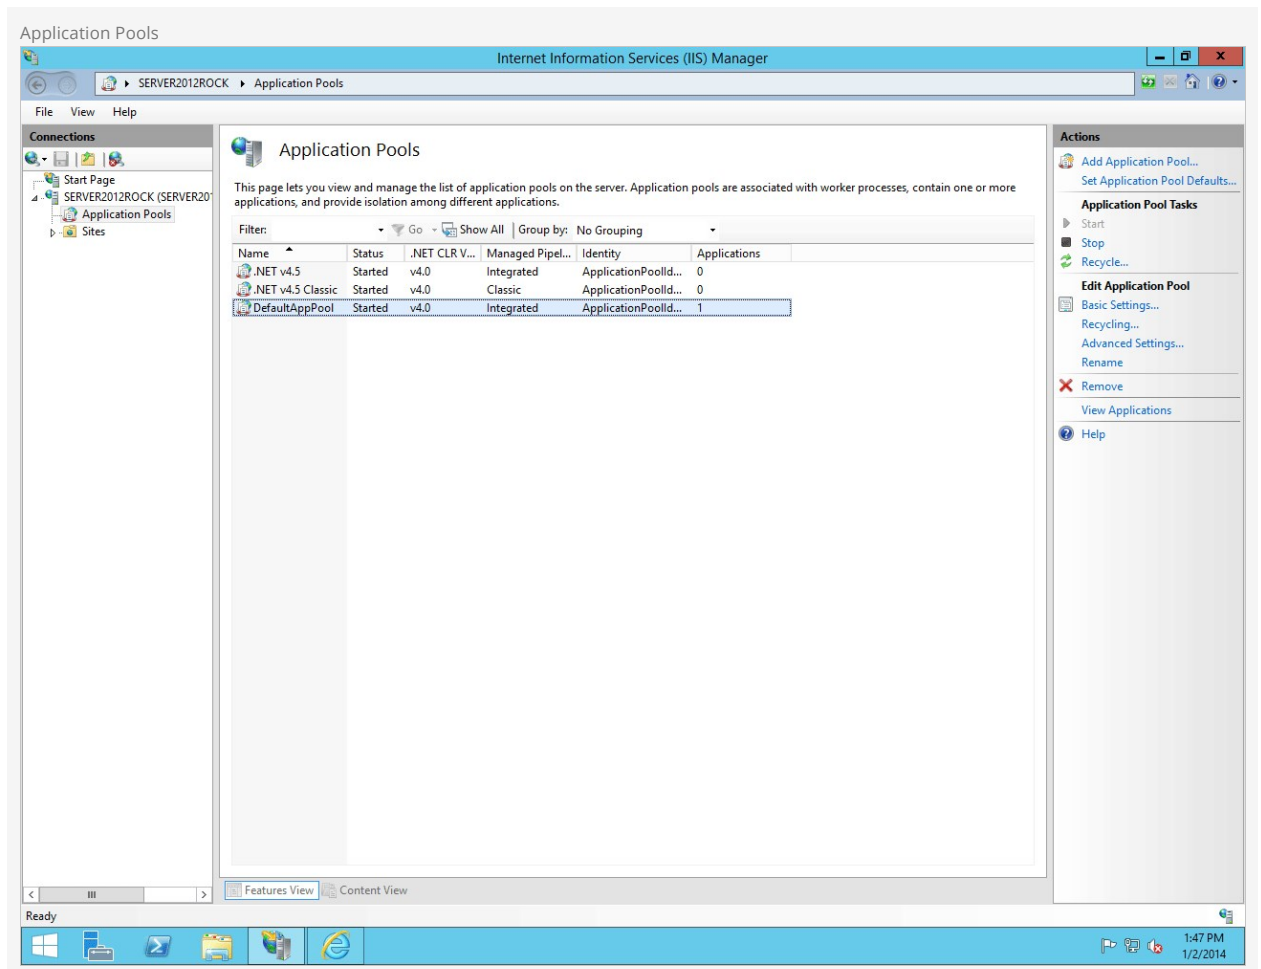 Application Pools
Internet Information Services (IIS) Manager
SERVER2012ROCK Application Pools
File View Help
Connections
Start Page
SERVER2012ROCK (SERVER20
Application Pools
Sites
Application Pools
This page lets you view and manage the list of application pools on the server. Application pools are associated with worker processes, contain one or more
applications, and provide isolation among different applications.
Filter: Go Show All Group by: No Grouping
Name Status .NET CLR V... Managed Pipel... Identity Applications
.NET v4.5 Started v4.0 Integrated ApplicationPoolId... 0
.NET v4.5 Classic Started v4.0 Classic ApplicationPoolId... 0
DefaultAppPool Started v4.0 Integrated ApplicationPoolId... 1
Features View Content View
Actions
Add Application Pool...
Set Application Pool Defaults...
Application Pool Tasks
Start
Stop
Recycle...
Edit Application Pool
Basic Settings...
Recycling...
Advanced Settings...
Rename
Remove
View Applications
Help
Ready
1:47 PM
1/2/2014